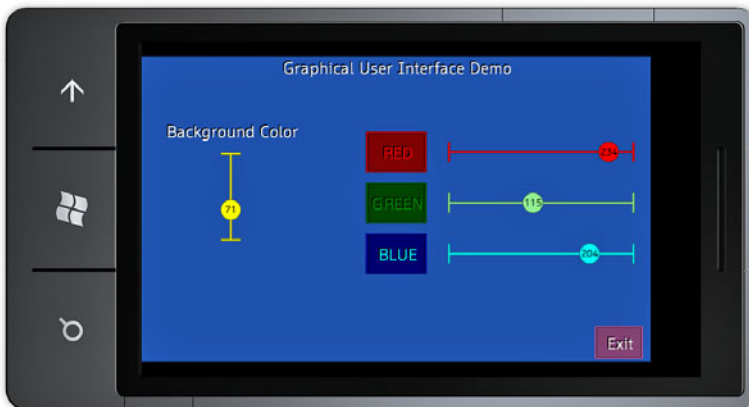 Graphical User Interface Demo
Background Color
71
RED
234
GREEN
115
BLUE
204
Exit